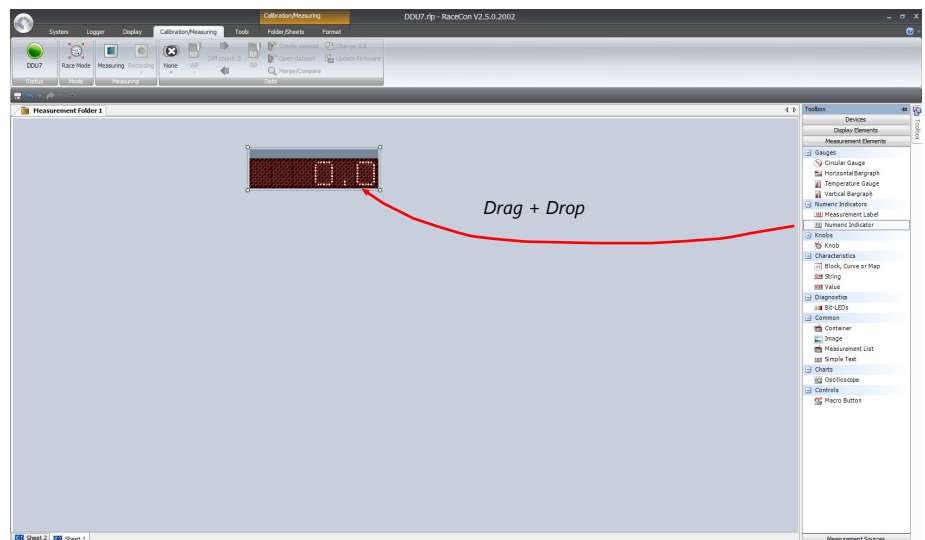 Calibration/Measuring
DDU7.rlp - RaceCon V2.5.0.2002
System Logger Display Calibration/Measuring Tools Folder/Sheets Format
DDU7
Race Mode
Measuring Recording
None
WP
Diff count: 0
RP
Create dataset
Change A2L
Open dataset
Update Firmware
Merge/Compare
Status Mode Measuring Data
Measurement Folder 1
Toolbox
Toolbox
Devices
Display Elements
Measurement Elements
Gauges
Circular Gauge
Horizontal Bargraph
Temperature Gauge
Vertical Bargraph
Numeric Indicators
Measurement Label
Numeric Indicator
Knobs
Knob
Characteristics
Block, Curve or Map
String
Value
Diagnostics
Bit-LEDs
Common
Container
Image
Measurement List
Simple Text
Charts
Oscilloscope
Controls
Macro Button
0.0
Drag + Drop
Sheet 2 Sheet 1
Measurement Sources